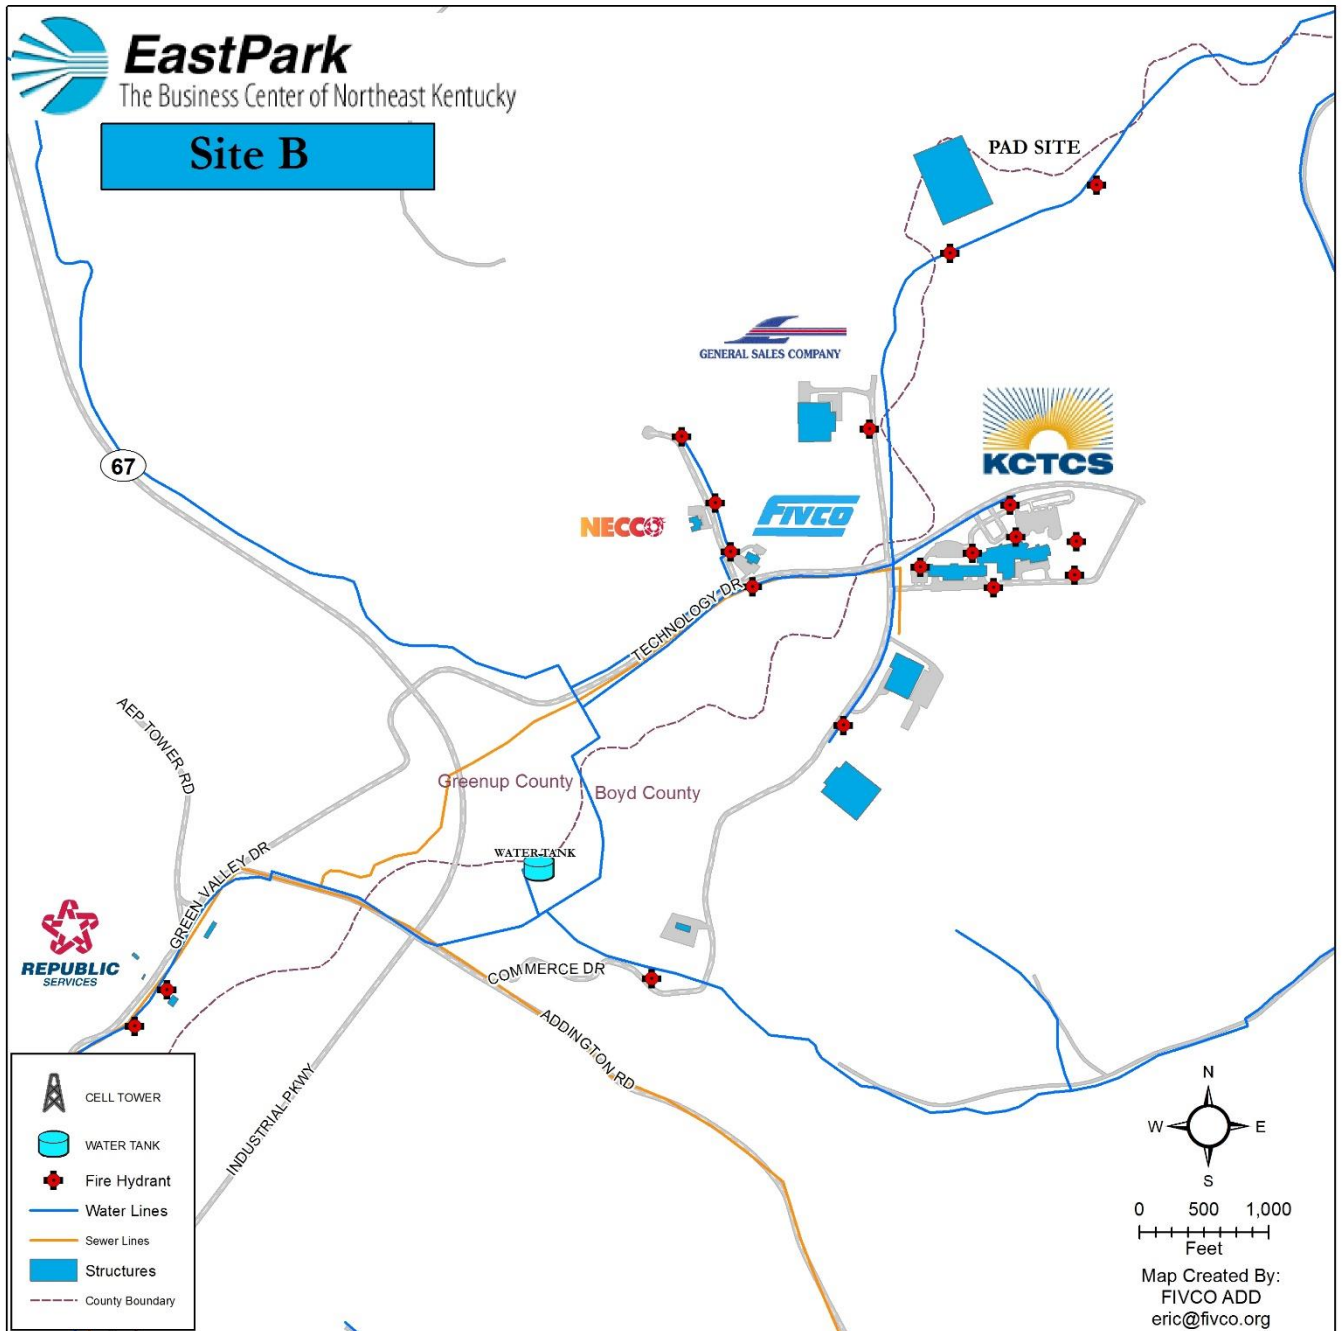 EastPark
The Business Center of Northeast Kentucky
Site B
PAD SITE
GENERAL SALES COMPANY
KCTCS
67
NECCO
FIVCO
TECHNOLOGY DR
AEP TOWER RD
Greenup County
Boyd County
WATER TANK
GREEN VALLEY DR
REPUBLIC
SERVICES
COMMERCE DR
ADDINGTON RD
INDUSTRIAL PKWY
CELL TOWER
WATER TANK
Fire Hydrant
Water Lines
Sewer Lines
Structures
County Boundary
N
W E
S
0 500 1,000
Feet
Map Created By:
FIVCO ADD
eric@fivco.org